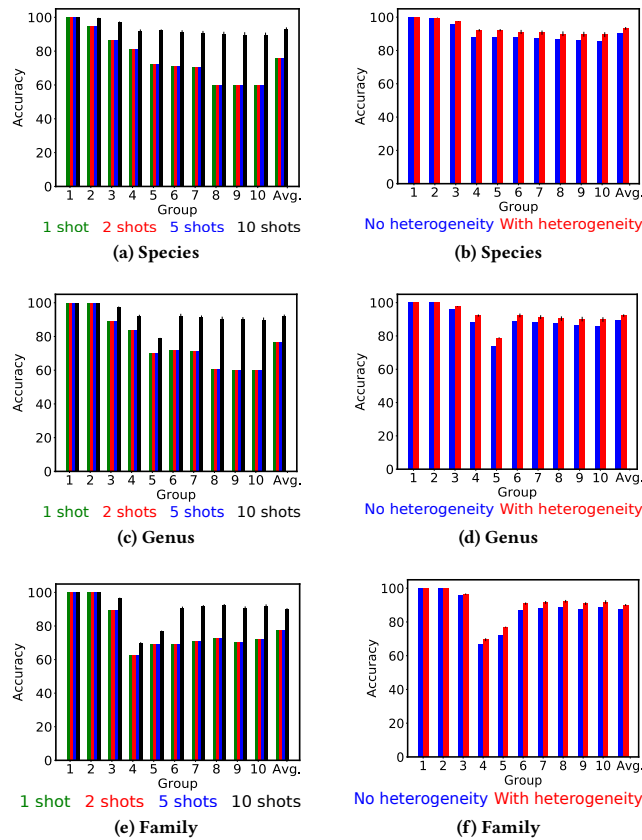 100
80
60
40
20
0
Accuracy
1 2 3 4 5 6 7 8 9 10 Avg.
Group
1 shot 2 shots 5 shots 10 shots
(a) Species
100
80
60
40
20
0
Accuracy
1 2 3 4 5 6 7 8 9 10 Avg.
Group
No heterogeneity With heterogeneity
(b) Species
100
80
60
40
20
0
Accuracy
1 2 3 4 5 6 7 8 9 10 Avg.
Group
1 shot 2 shots 5 shots 10 shots
(c) Genus
100
80
60
40
20
0
Accuracy
1 2 3 4 5 6 7 8 9 10 Avg.
Group
No heterogeneity With heterogeneity
(d) Genus
100
80
60
40
20
0
Accuracy
1 2 3 4 5 6 7 8 9 10 Avg.
Group
1 shot 2 shots 5 shots 10 shots
(e) Family
100
80
60
40
20
0
Accuracy
1 2 3 4 5 6 7 8 9 10 Avg.
Group
No heterogeneity With heterogeneity
(f) Family